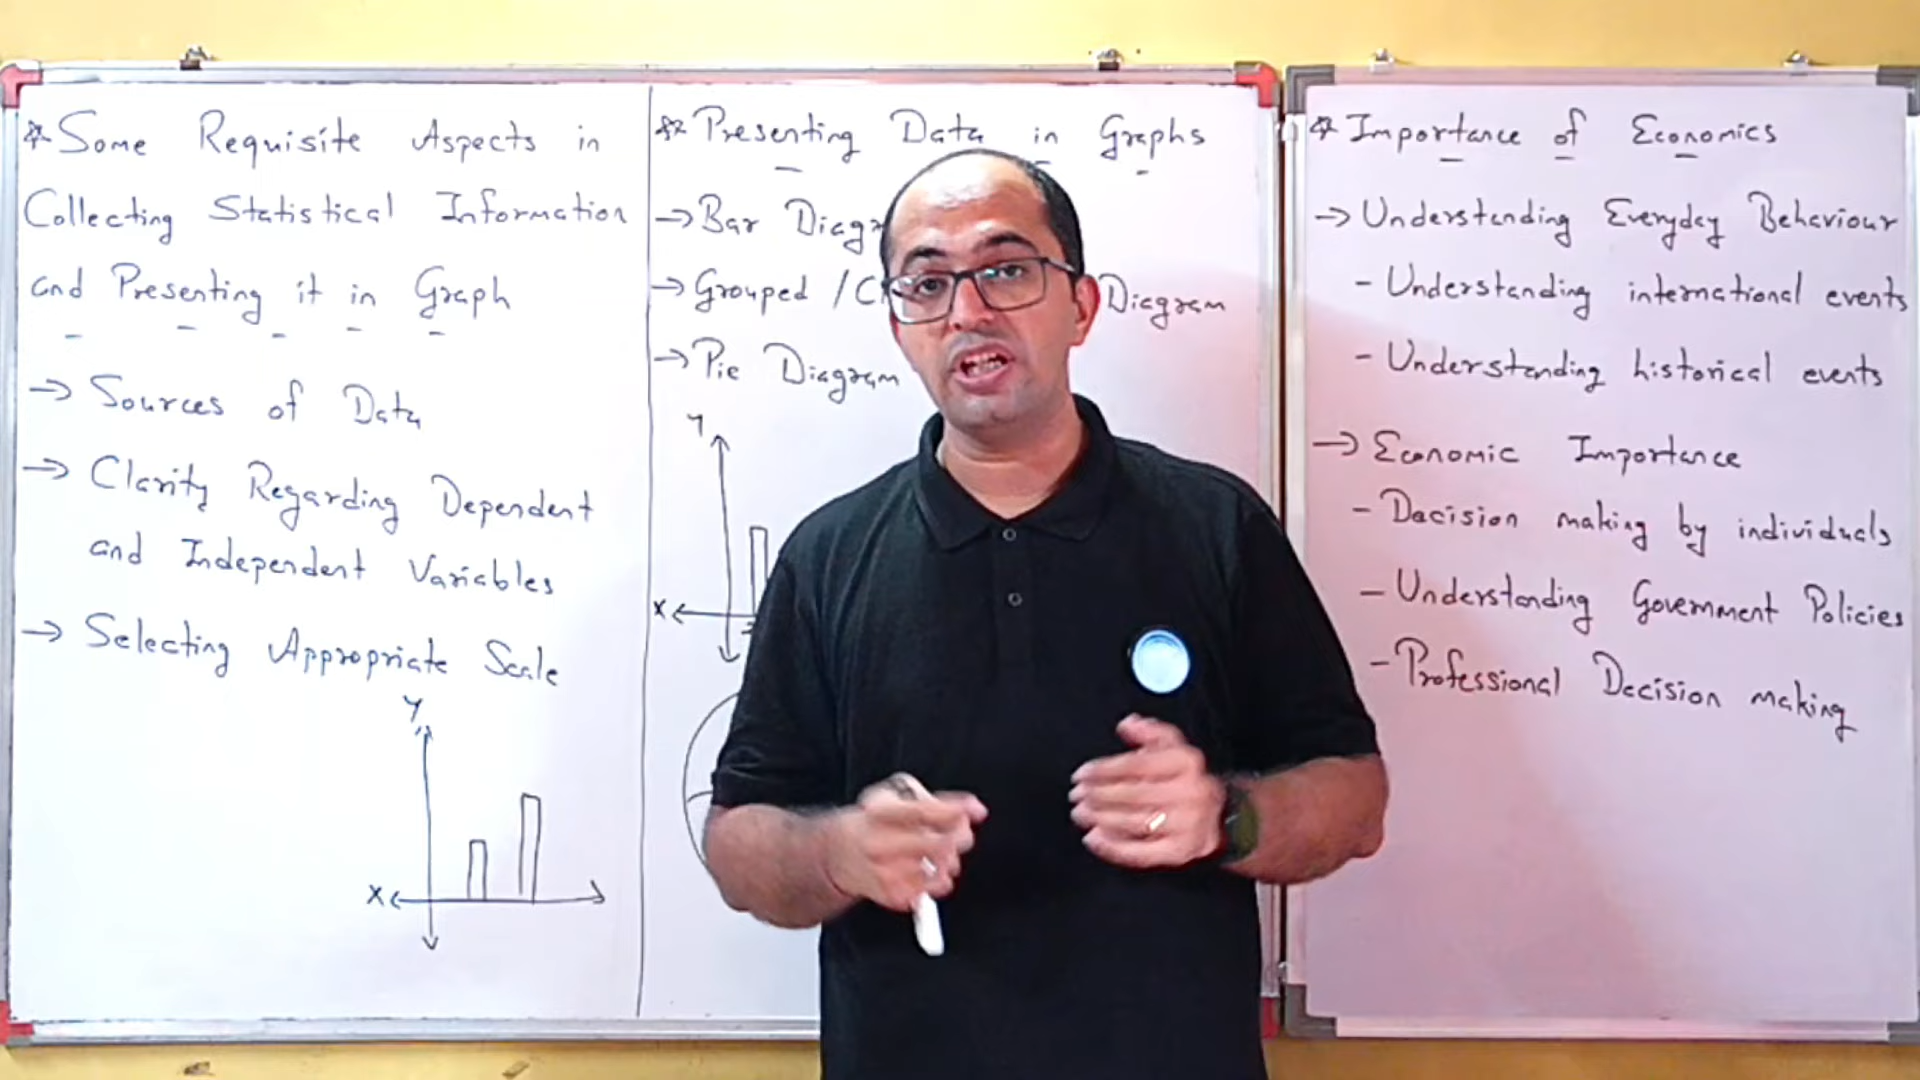 * Some Requisite Aspects in
Collecting Statistical Information
and Presenting it in Graph
→ Sources of Data
→ Clarity Regarding Dependent
and Independent Variables
→ Selecting Appropriate Scale
Y
X
** Presenting Data in Graphs
→ Bar
→ Grouped / Diagram
→ Pie Diagram
Y
X
* Importance of Economics
→ Understanding Everyday Behaviour
- Understanding international events
- Understanding historical events
→ Economic Importance
- Decision making by individuals
- Understanding Government Policies
- Professional Decision making